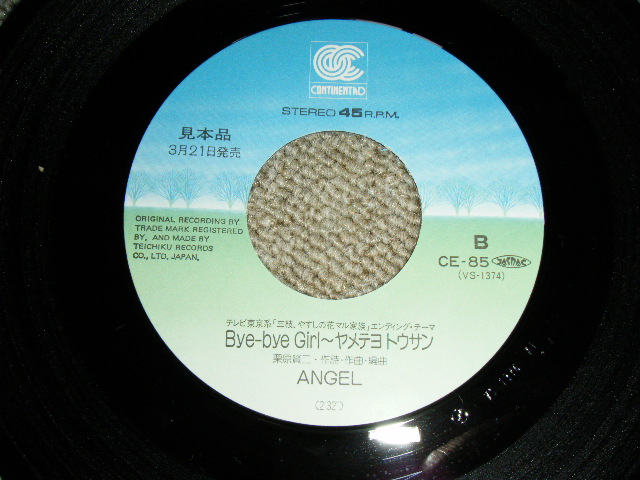 CONTINENTAL
STEREO 45 R.P.M.
見本品
3月21日発売
ORIGINAL RECORDING BY
TRADE MARK REGISTERED
BY, AND MADE BY
TEICHIKU RECORDS
CO., LTD. JAPAN.
B
CE-85
(VS-1374)
テレビ東京系「三枝、やすしの花マル家族」エンディング・テーマ
Bye-bye Girl〜ヤメテヨトウサン
栗原賢二・作詩・作曲・編曲
ANGEL
(2'32")